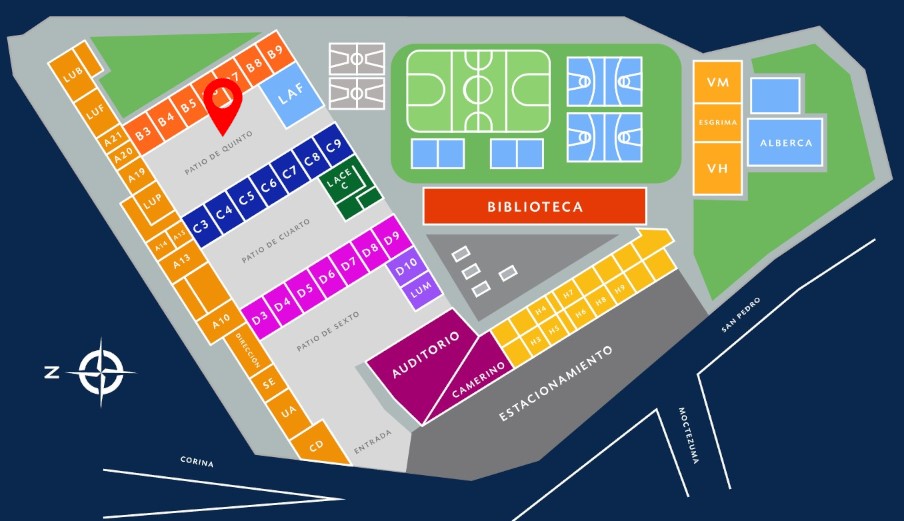 LUB
LUF
A21
A20
A19
LUP
A14
A15
A13
A10
DIRECCIÓN
SE
UA
CD
B3
B4
B5
7
B8
B9
LAF
PATIO DE QUINTO
C3
C4
C5
C6
C7
C8
C9
LACE
C
PATIO DE CUARTO
D3
D4
D5
D6
D7
D8
D9
D10
LUM
PATIO DE SEXTO
AUDITORIO
CAMERINO
ENTRADA
ESTACIONAMIENTO
H4
H7
H3
H5
H6
H8
H9
BIBLIOTECA
VM
ESGRIMA
VH
ALBERCA
SAN PEDRO
MOCTEZUMA
CORINA
N